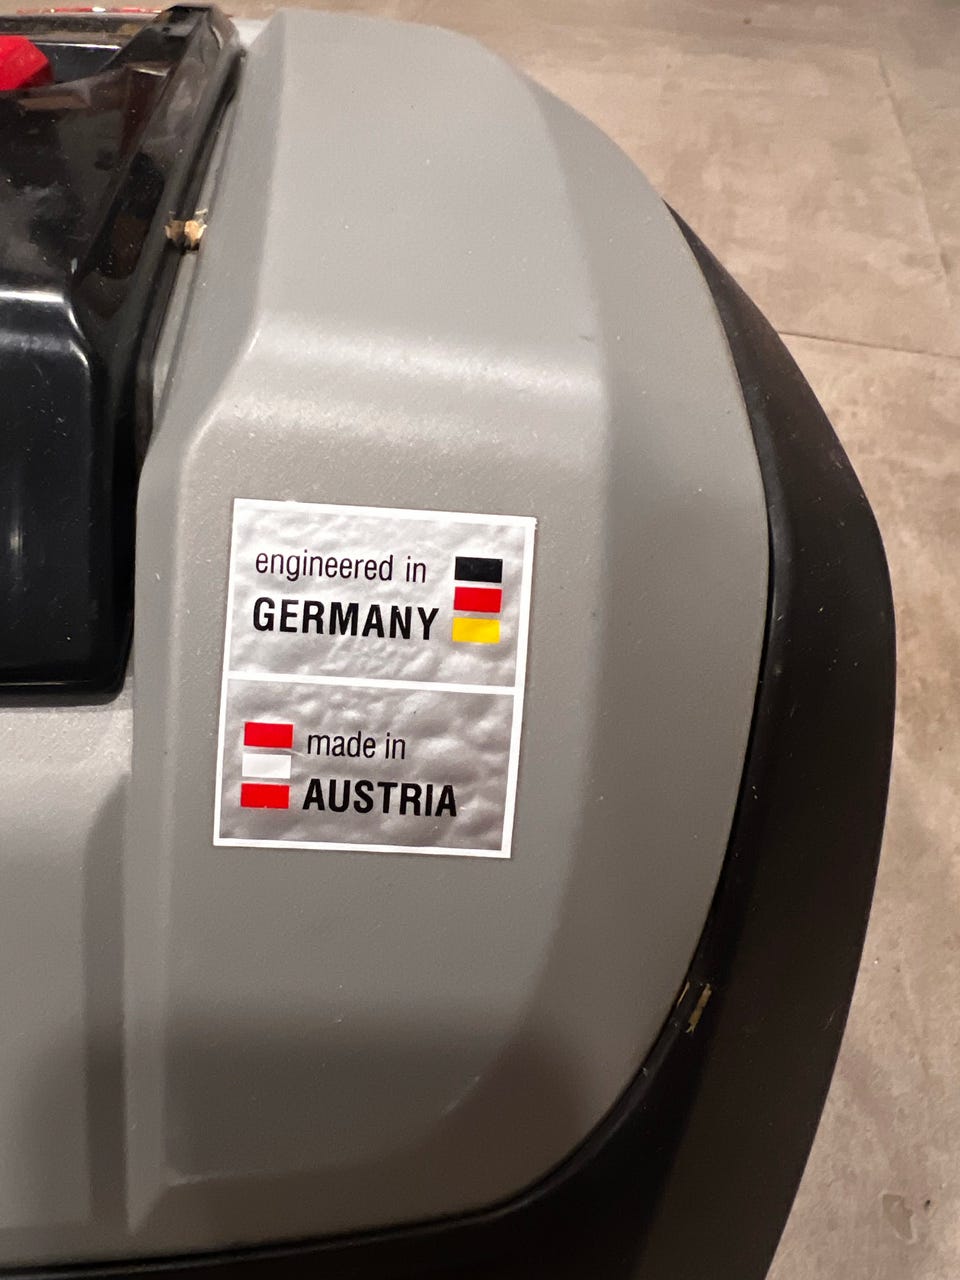 engineered in
GERMANY
made in
AUSTRIA